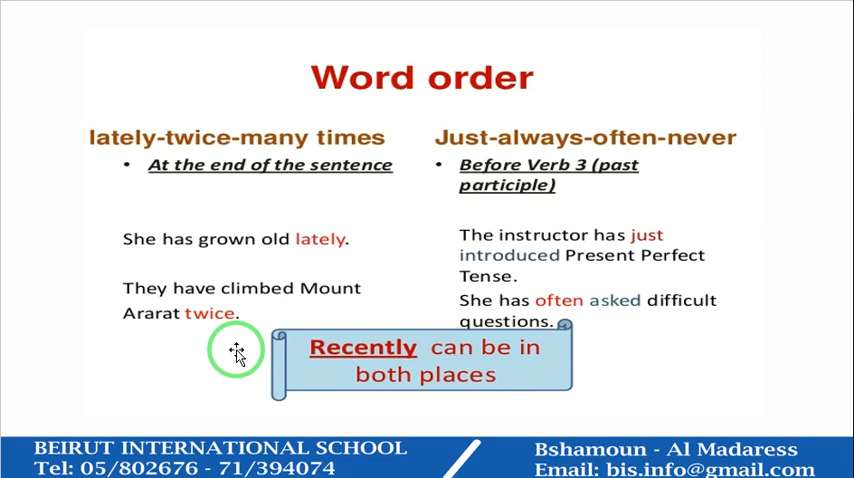 Word order
lately-twice-many times
• At the end of the sentence
She has grown old lately.
They have climbed Mount
Ararat twice.
Just-always-often-never
• Before Verb 3 (past
participle)
The instructor has just
introduced Present Perfect
Tense.
She has often asked difficult
questions.
Recently can be in
both places
BEIRUT INTERNATIONAL SCHOOL
Tel: 05/802676 - 71/394074
Bshamoun - Al Madaress
Email: bis.info@gmail.com